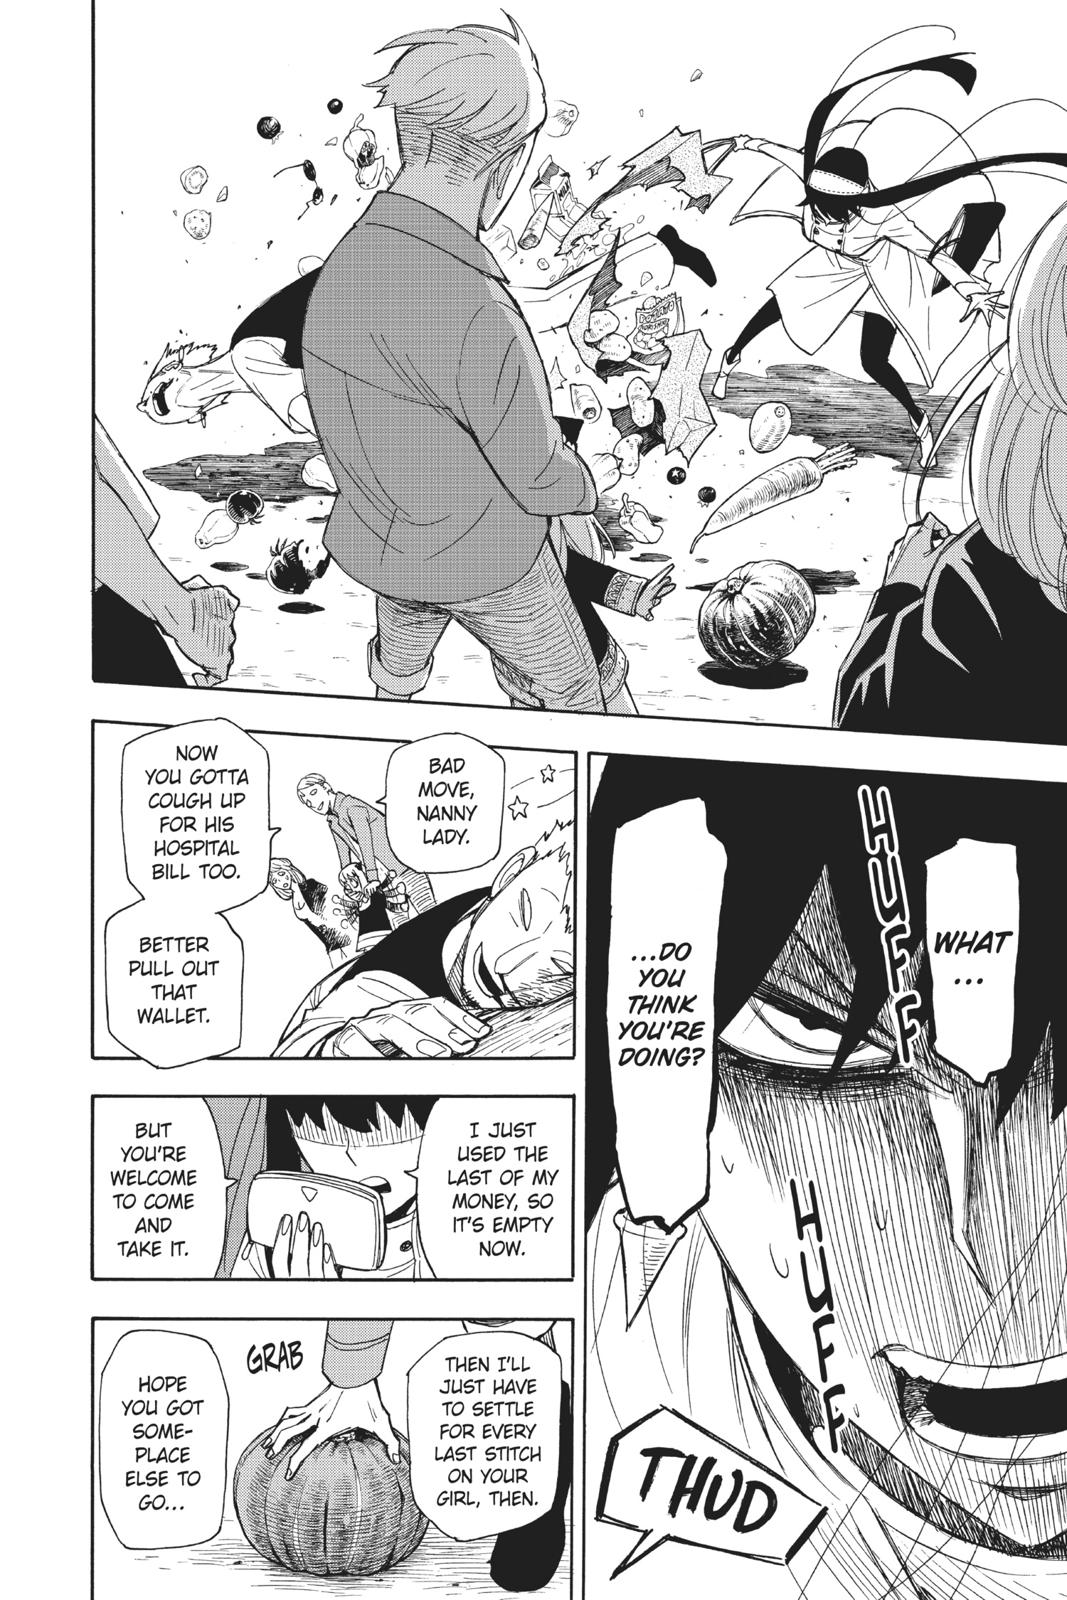 WHAT
...
...DO
YOU
THINK
YOU'RE
DOING?
HUFF
HUFF
THUD
BAD
MOVE,
NANNY
LADY.
NOW
YOU GOTTA
COUGH UP
FOR HIS
HOSPITAL
BILL TOO.
BETTER
PULL OUT
THAT
WALLET.
I JUST
USED THE
LAST OF MY
MONEY, SO
IT'S EMPTY
NOW.
BUT
YOU'RE
WELCOME
TO COME
AND
TAKE IT.
THEN I'LL
JUST HAVE
TO SETTLE
FOR EVERY
LAST STITCH
ON YOUR
GIRL, THEN.
GRAB
HOPE
YOU GOT
SOME-
PLACE
ELSE TO
GO...